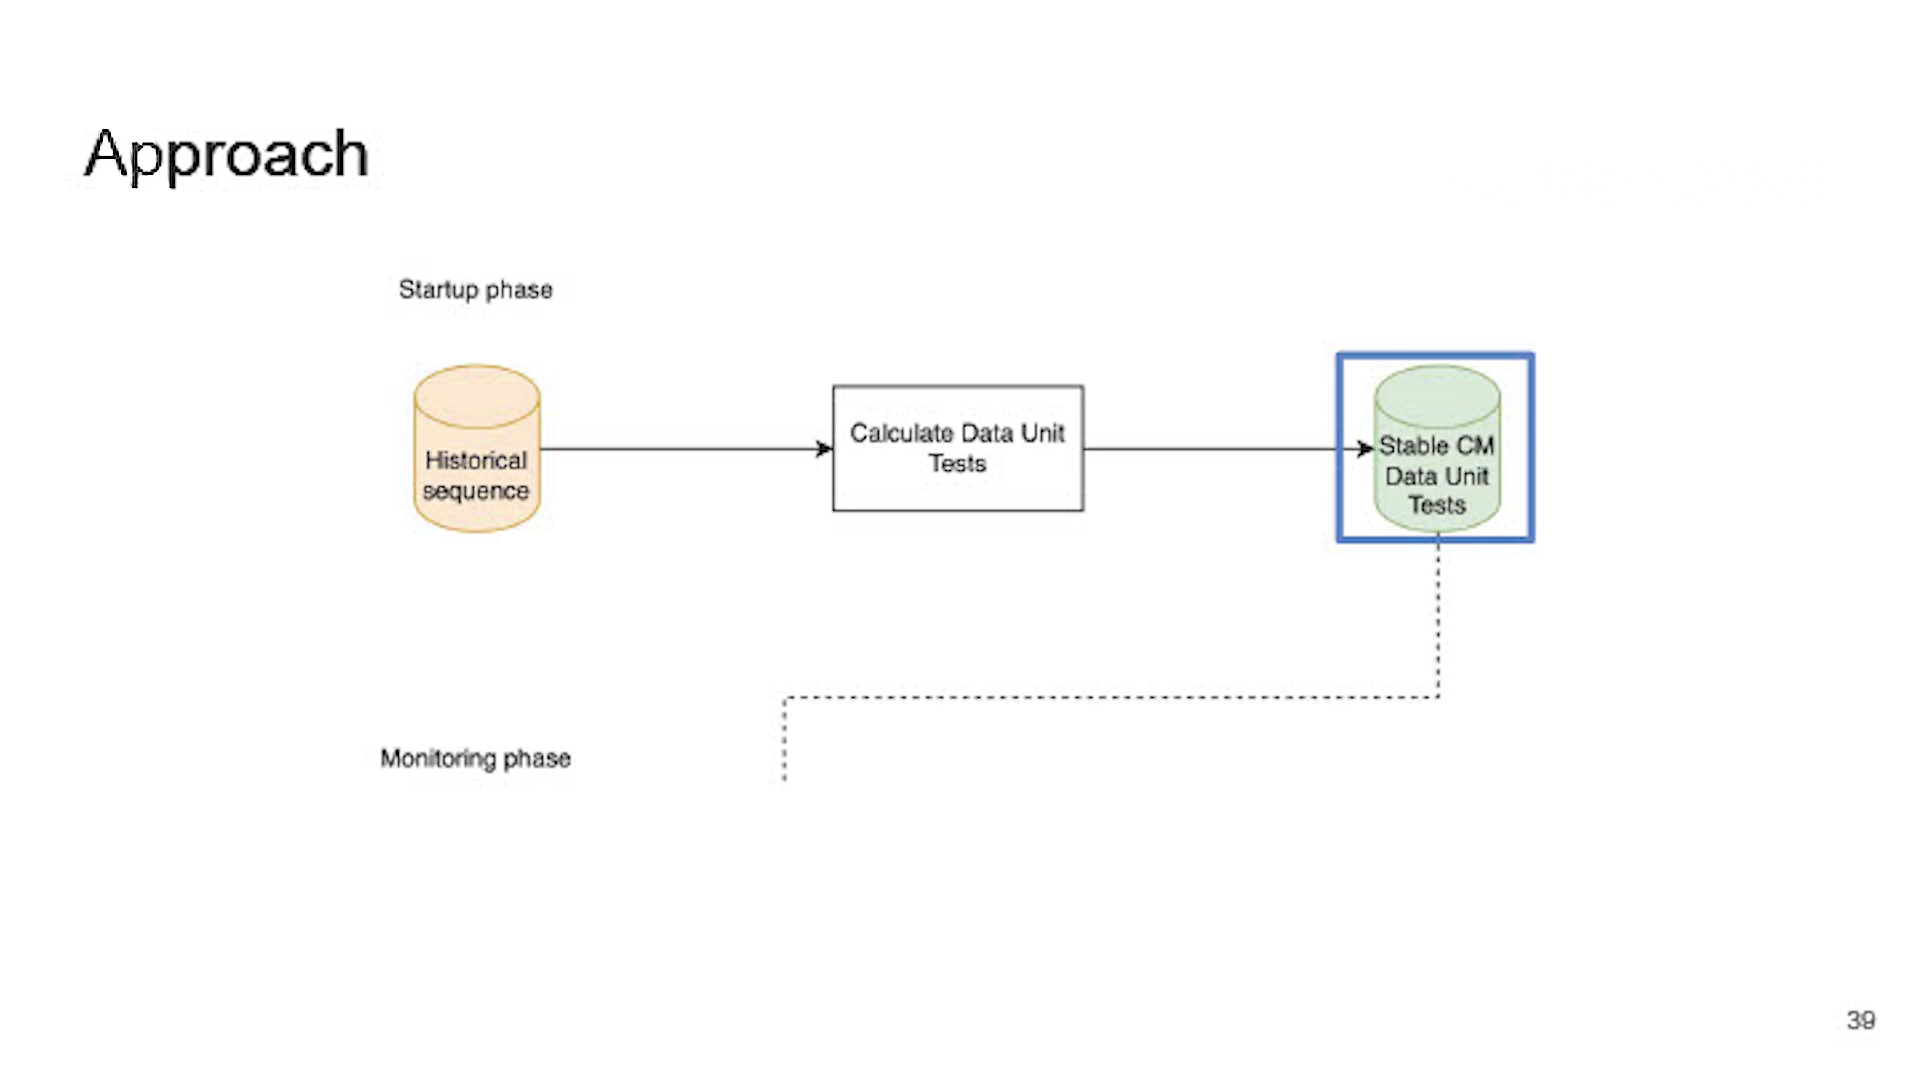 Approach
Startup phase
Historical
sequence
Calculate Data Unit
Tests
Stable CM
Data Unit
Tests
Monitoring phase
39